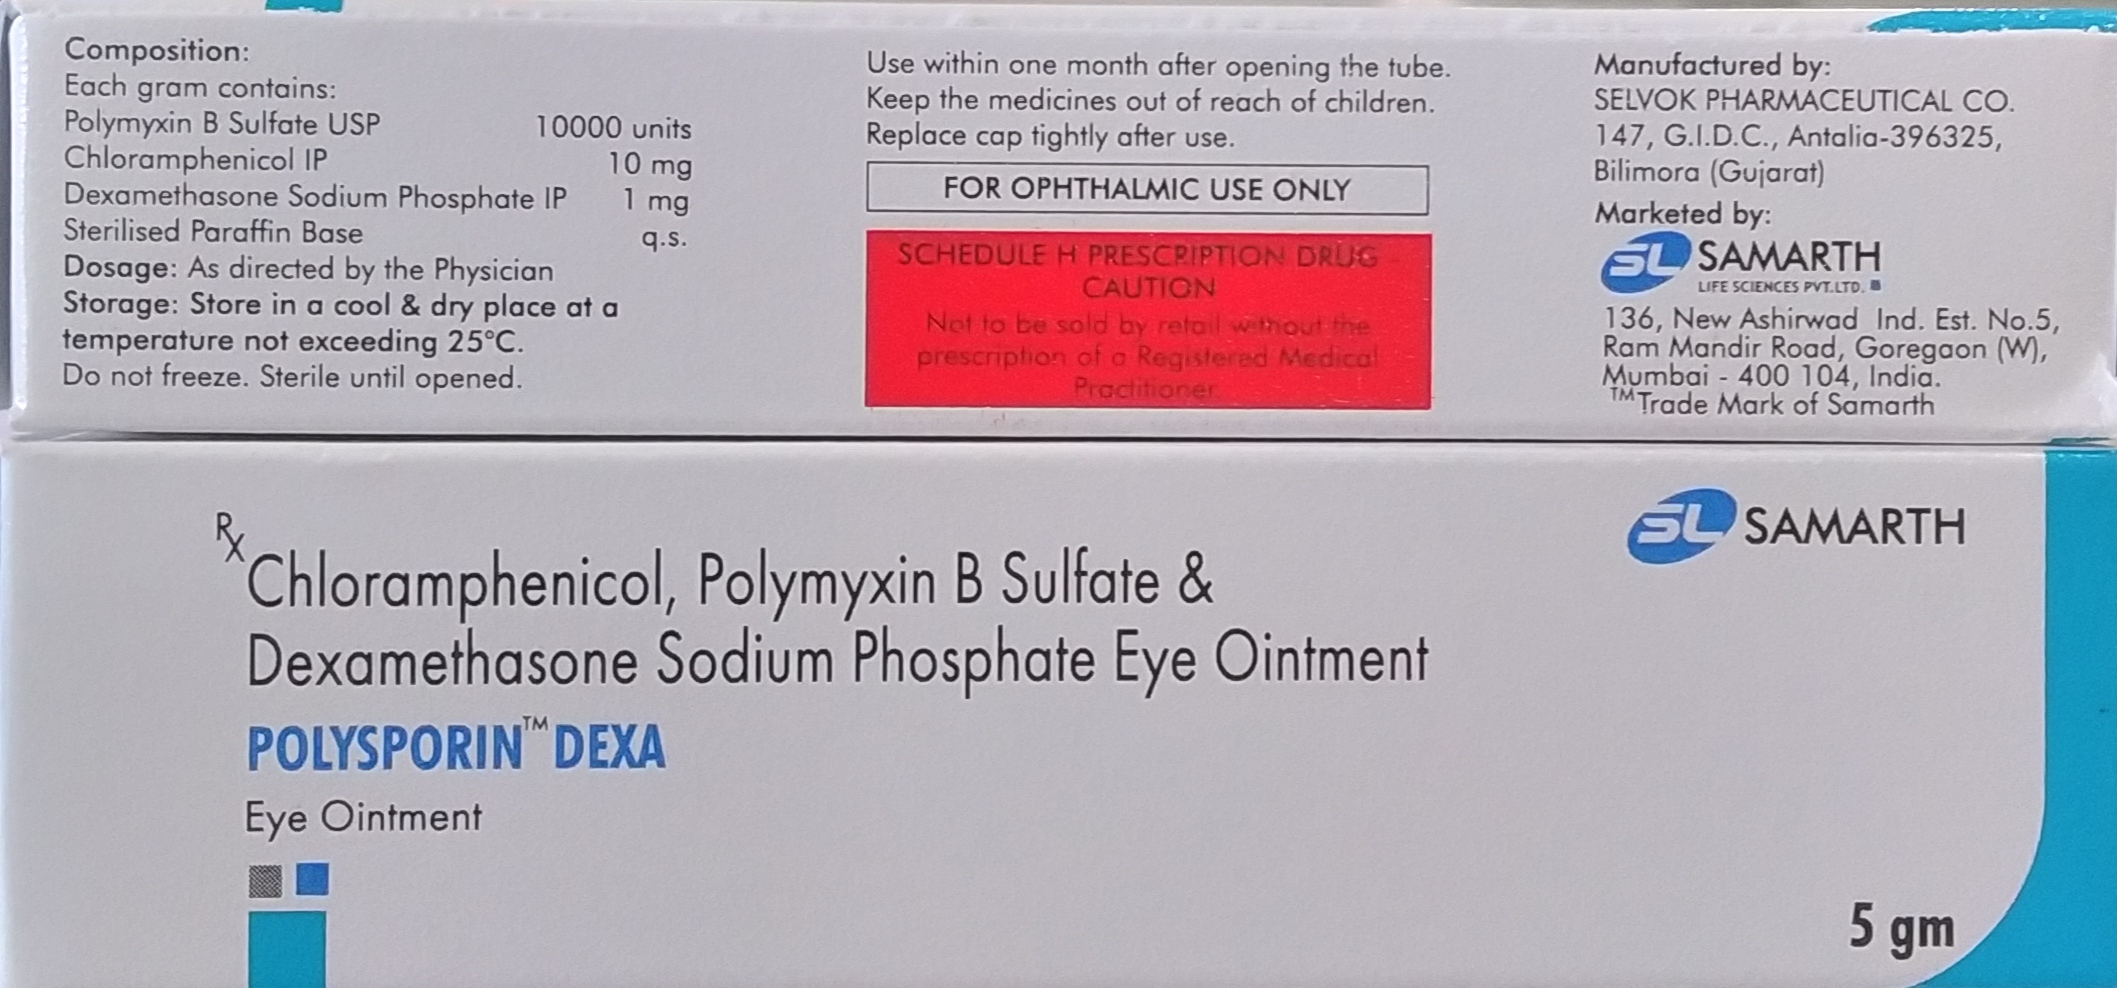 Composition:
Each gram contains:
Polymyxin B Sulfate USP 10000 units
Chloramphenicol IP 10 mg
Dexamethasone Sodium Phosphate IP 1 mg
Sterilised Paraffin Base q.s.
Dosage: As directed by the Physician
Storage: Store in a cool & dry place at a
temperature not exceeding 25°C.
Do not freeze. Sterile until opened.
Use within one month after opening the tube.
Keep the medicines out of reach of children.
Replace cap tightly after use.
FOR OPHTHALMIC USE ONLY
SCHEDULE H PRESCRIPTION DRUG -
CAUTION
Not to be sold by retail without the
prescription of a Registered Medical
Practitioner.
Manufactured by:
SELVOK PHARMACEUTICAL CO.
147, G.I.D.C., Antalia-396325,
Bilimora (Gujarat)
Marketed by:
SL SAMARTH
LIFE SCIENCES PVT.LTD.
136, New Ashirwad Ind. Est. No.5,
Ram Mandir Road, Goregaon (W),
Mumbai - 400 104, India.
™Trade Mark of Samarth
SL SAMARTH
Rx
Chloramphenicol, Polymyxin B Sulfate &
Dexamethasone Sodium Phosphate Eye Ointment
POLYSPORIN™ DEXA
Eye Ointment
5 gm